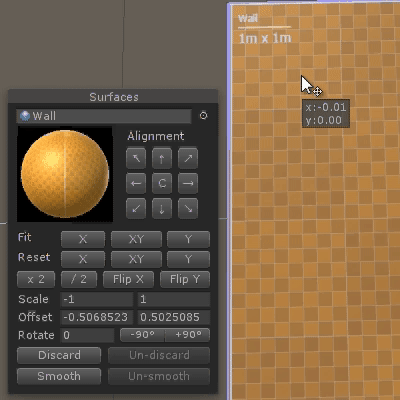 Wall
1m x 1m
x:-0.01
y:0.00
Surfaces
Wall
Alignment
↖ ↑ ↗
← C →
↙ ↓ ↘
Fit X XY Y
Reset X XY Y
x 2 / 2 Flip X Flip Y
Scale -1 1
Offset -0.5068523 0.5025085
Rotate 0 -90° +90°
Discard Un-discard
Smooth Un-smooth